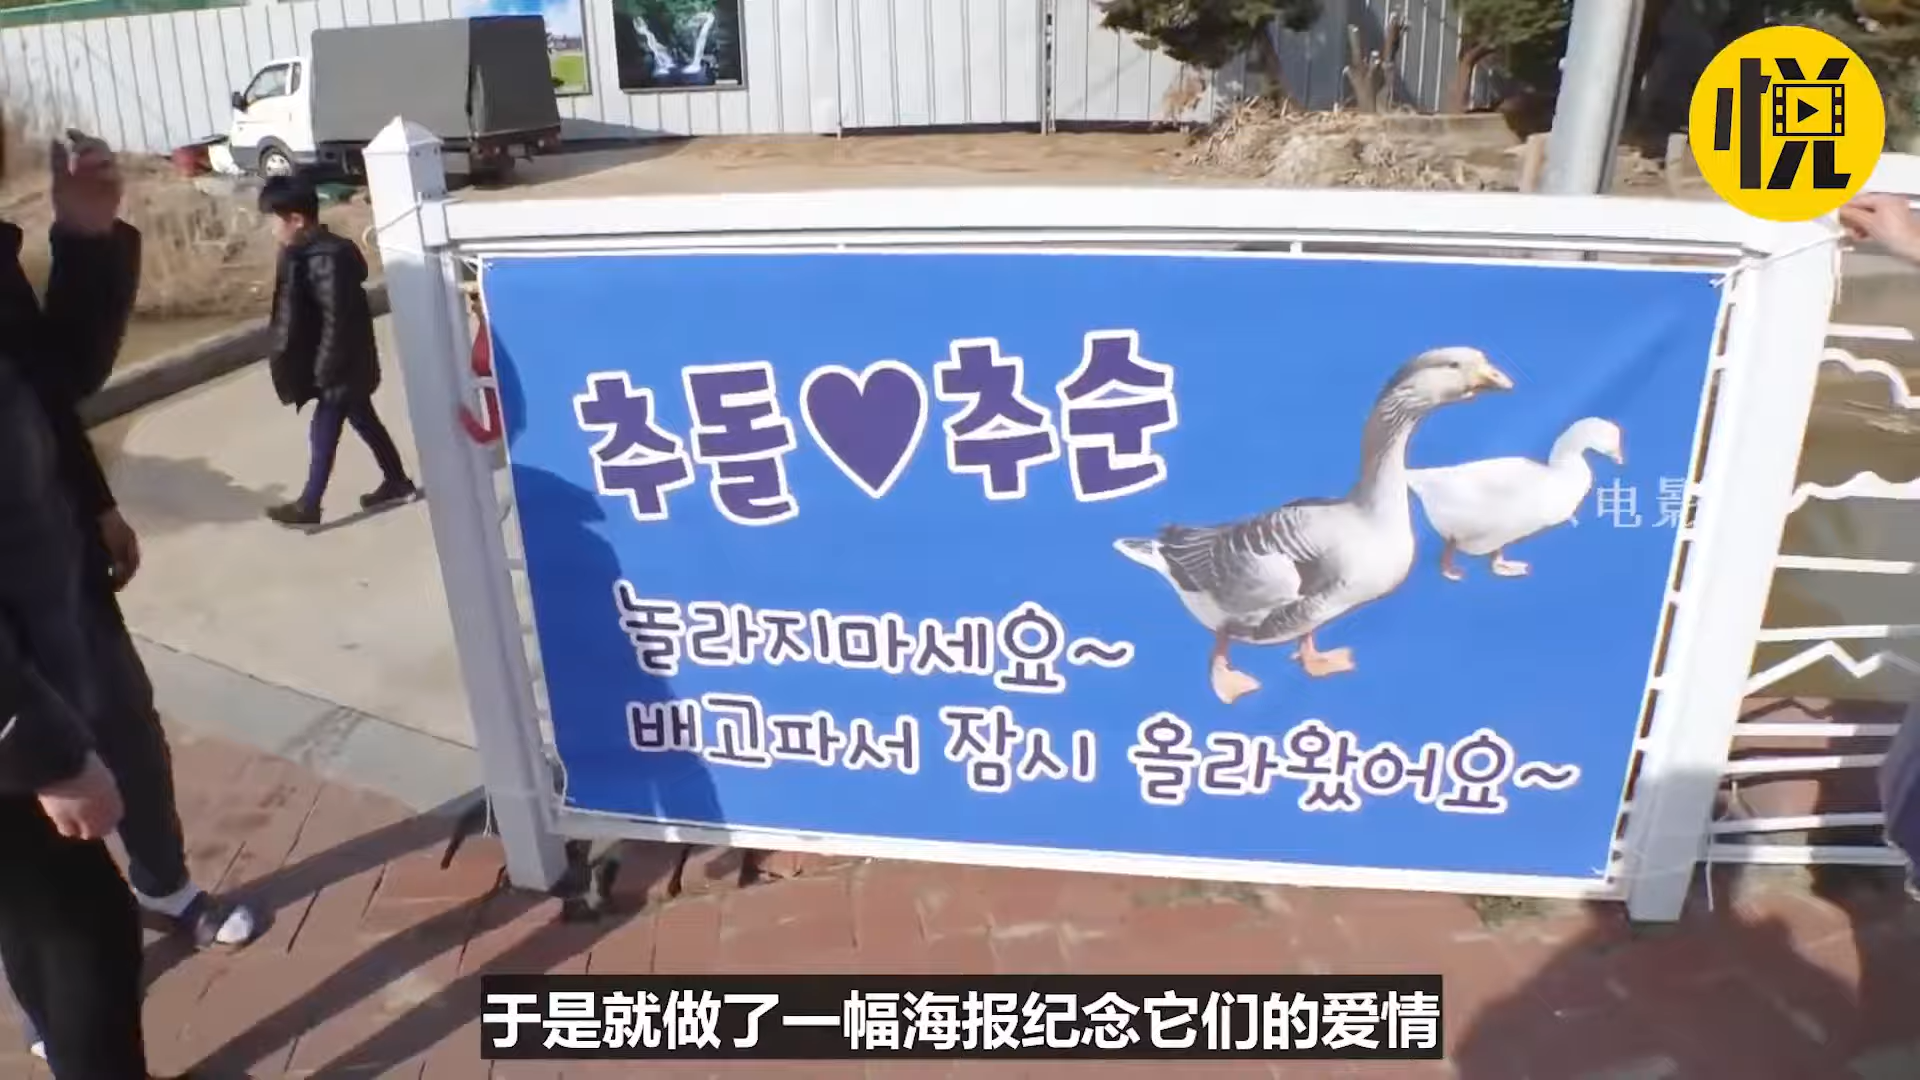 悦
추돌♥추순
电影
놀라지마세요~
배고파서 잠시 올라왔어요~
于是就做了一幅海报纪念它们的爱情